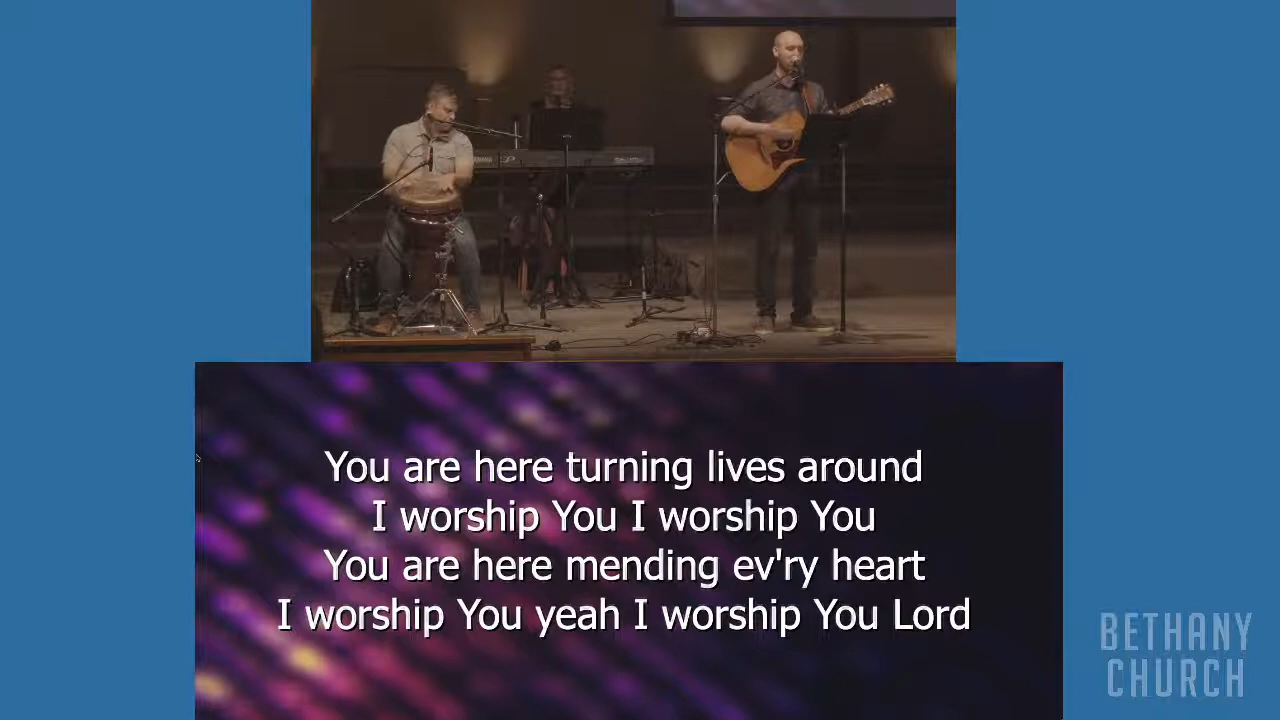 You are here turning lives around
I worship You I worship You
You are here mending ev'ry heart
I worship You yeah I worship You Lord
BETHANY
CHURCH